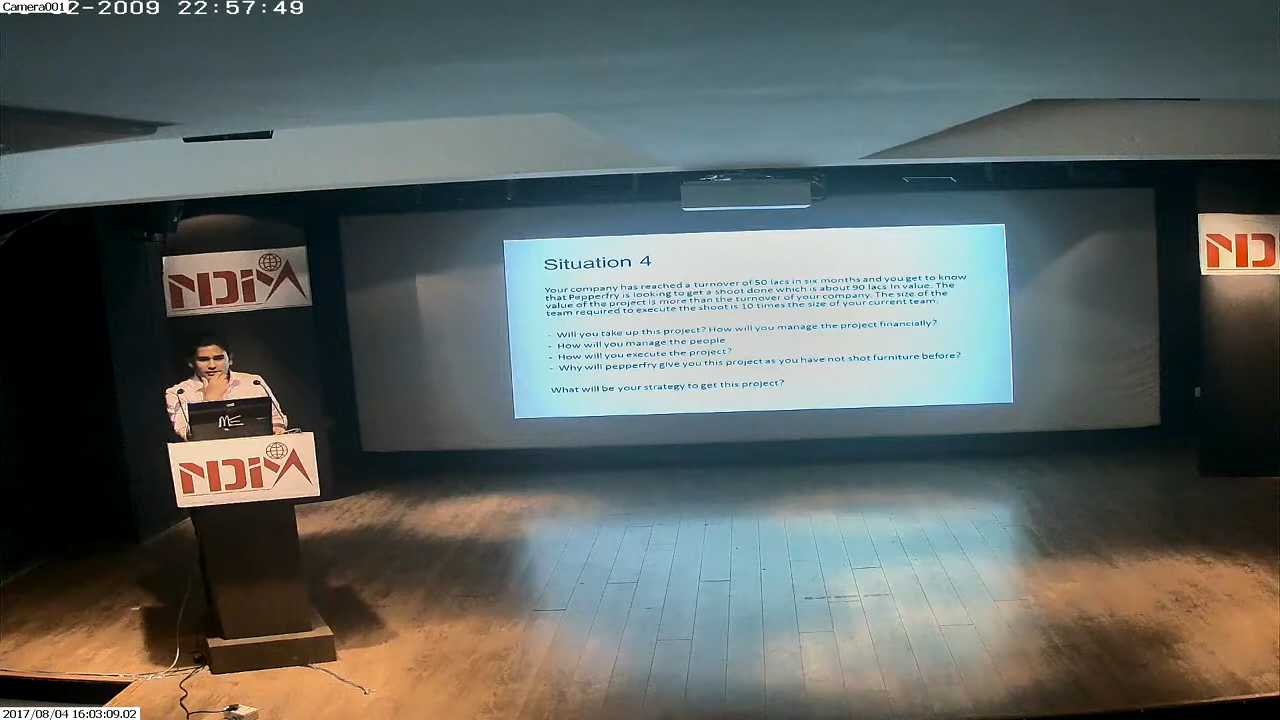 Camera001
2-2009 22:57:49
NDIM
ND
Situation 4
Your company has reached a turnover of 50 lacs in six months and you get to know
that Pepperfry is looking to get a shoot done which is about 90 lacs in value. The
value of the project is more than the turnover of your company. The size of the
team required to execute the shoot is 10 times the size of your current team.
- Will you take up this project? How will you manage the project financially?
- How will you manage the people
- How will you execute the project?
- Why will pepperfry give you this project as you have not shot furniture before?
What will be your strategy to get this project?
ME
NDIM
2017/08/04 16:03:09.02